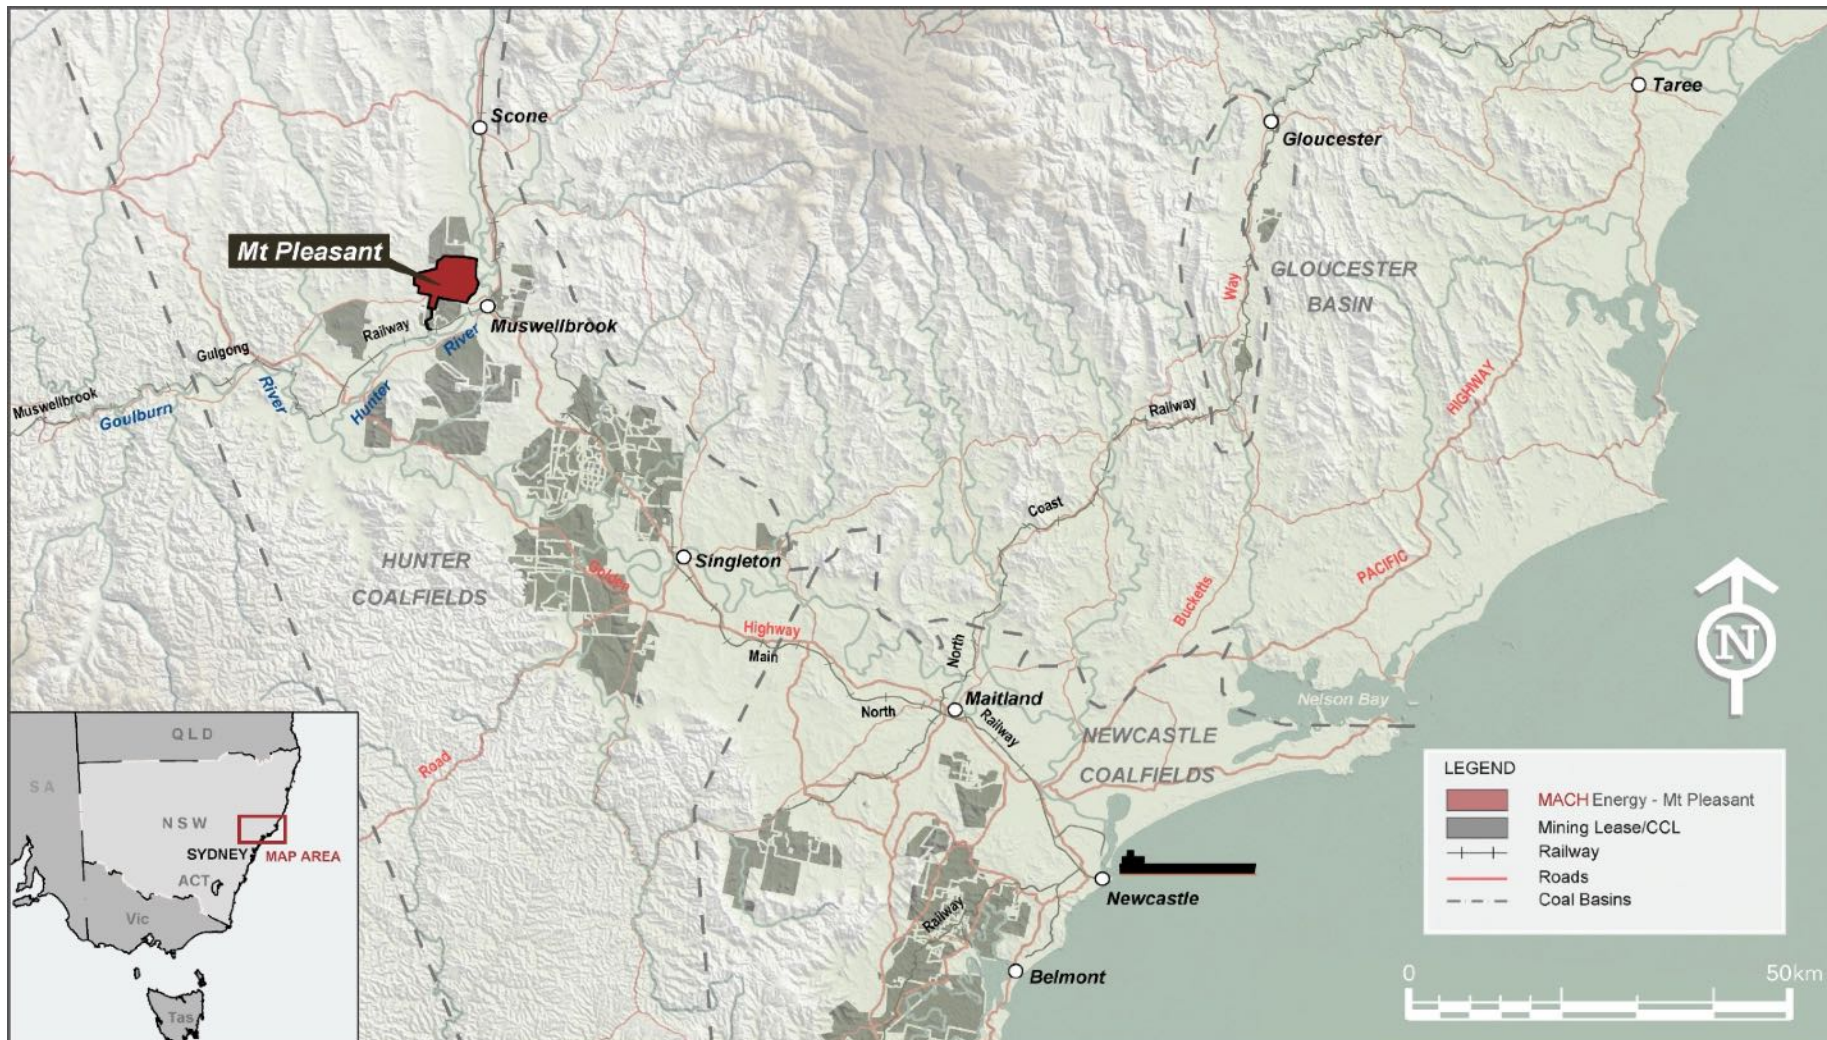 Taree
Scone
Gloucester
Mt Pleasant
GLOUCESTER
BASIN
Way
Muswellbrook
Railway
River
Gulgong
River
Hunter
Muswellbrook
Goulburn
HIGHWAY
Railway
Coast
HUNTER
COALFIELDS
Singleton
Golden
PACIFIC
Bucketts
Highway
Main
North
North
Maitland
Railway
Nelson Bay
NEWCASTLE
COALFIELDS
Road
N
QLD
SA
NSW
SYDNEY
MAP AREA
ACT
Vic
Tas
Newcastle
Railway
Belmont
LEGEND
MACH Energy - Mt Pleasant
Mining Lease/CCL
Railway
Roads
Coal Basins
0 50km